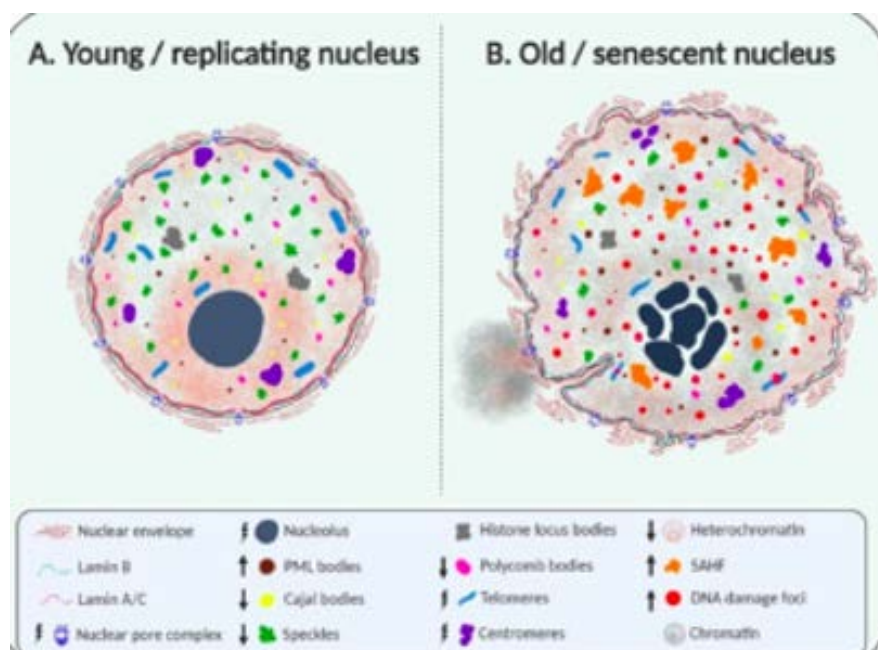 A. Young / replicating nucleus
B. Old / senescent nucleus
Nuclear envelope
Nucleolus
Histone locus bodies
Heterochromatin
Lamin B
PML bodies
Polycomb bodies
SAHF
Lamin A/C
Cajal bodies
Telomeres
DNA damage foci
Nuclear pore complex
Speckles
Centromeres
Chromatin